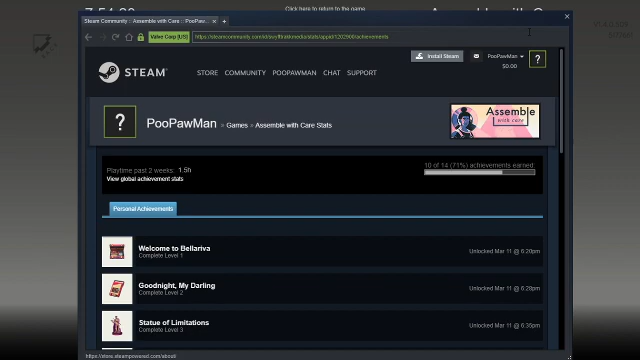 Click here to return to the game
Steam Community :: Assemble with Care :: PooPaw...
Valve Corp [US]
STEAM
STORE COMMUNITY POOPAWMAN CHAT SUPPORT
Install Steam
PooPawMan
$0.00
PooPawMan » Games » Assemble with Care Stats
Assemble
with care
Playtime past 2 weeks: 1.5h
View global achievement stats
10 of 14 (71%) achievements earned:
Personal Achievements
Welcome to Bellariva
Complete Level 1
Unlocked Mar 11 @ 6:20pm
Goodnight, My Darling
Complete Level 2
Unlocked Mar 11 @ 6:28pm
Statue of Limitations
Complete Level 3
Unlocked Mar 11 @ 6:35pm
https://store.steampowered.com/about/